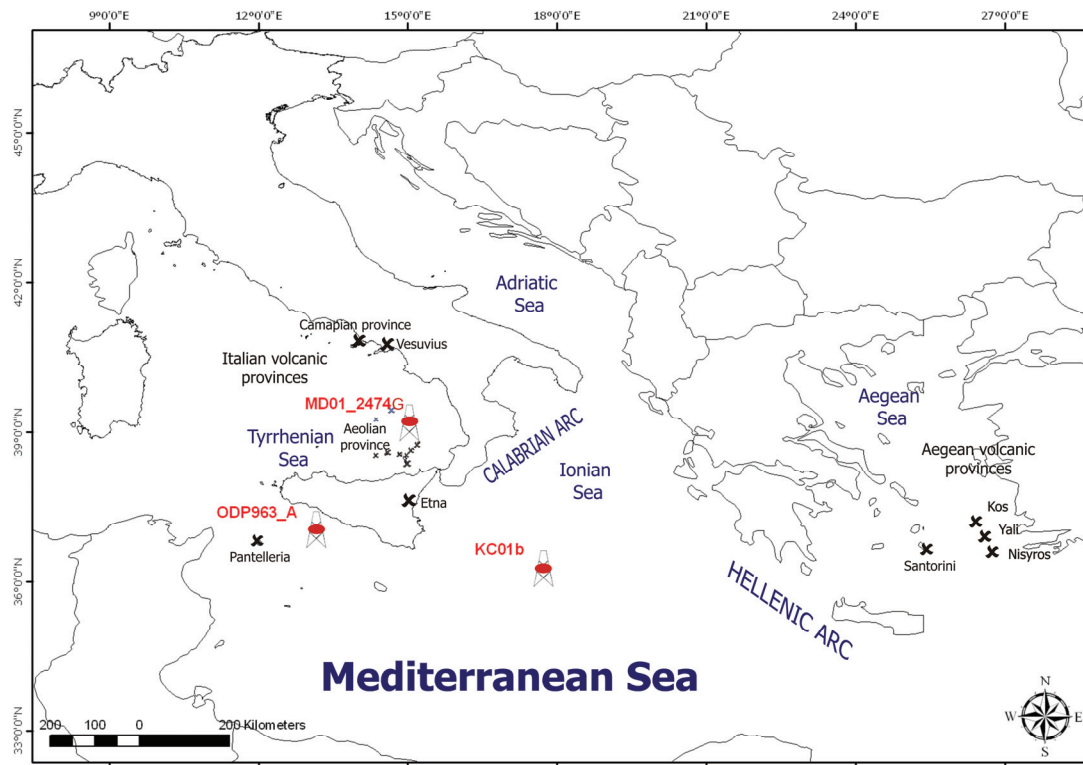 9°0'0"E 12°0'0"E 15°0'0"E 18°0'0"E 21°0'0"E 24°0'0"E 27°0'0"E
45°0'0"N
42°0'0"N
39°0'0"N
36°0'0"N
33°0'0"N
Adriatic
Sea
Camapian province
Vesuvius
Italian volcanic
provinces
MD01_2474G
Aeolian
province
Tyrrhenian
Sea
CALABRIAN ARC
Ionian
Sea
Aegean
Sea
Aegean volcanic
provinces
Etna
ODP963_A
Pantelleria
KC01b
Kos
Yali
Nisyros
Santorini
HELLENIC ARC
Mediterranean Sea
200 100 0 200 Kilometers
N
W E
S